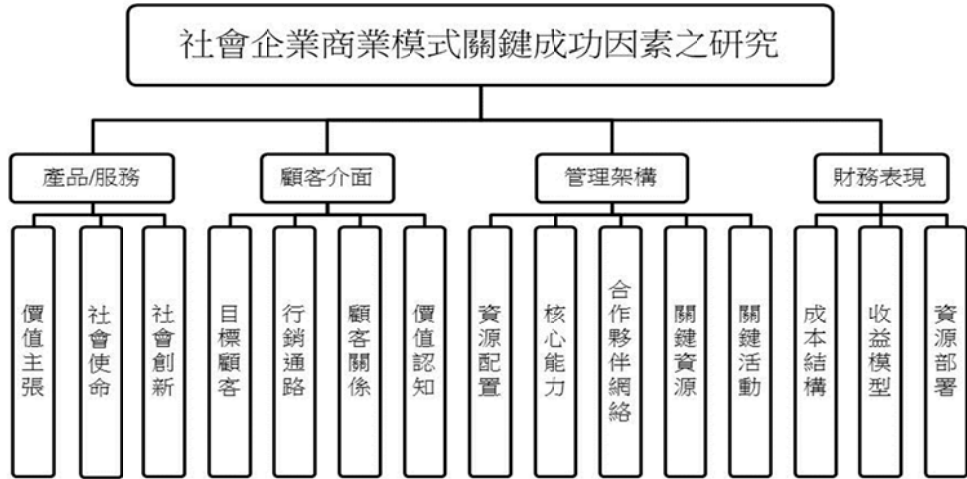 社會企業商業模式關鍵成功因素之研究
產品/服務
顧客介面
管理架構
財務表現
價值主張
社會使命
社會創新
目標顧客
行銷通路
顧客關係
價值認知
資源配置
核心能力
合作夥伴網絡
關鍵資源
關鍵活動
成本結構
收益模型
資源部署